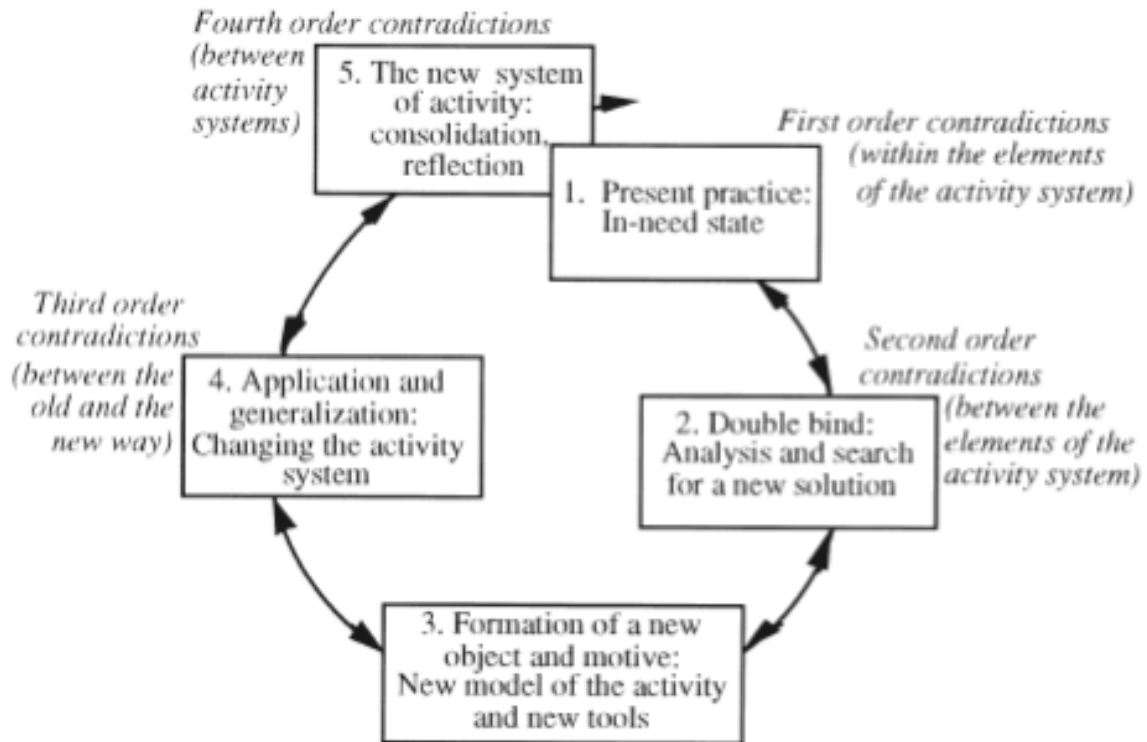 Fourth order contradictions
(between
activity
systems)
5. The new system
of activity:
consolidation,
reflection
First order contradictions
(within the elements
of the activity system)
1. Present practice:
In-need state
Second order
contradictions
(between the
elements of the
activity system)
2. Double bind:
Analysis and search
for a new solution
3. Formation of a new
object and motive:
New model of the activity
and new tools
Third order
contradictions
(between the
old and the
new way)
4. Application and
generalization:
Changing the activity
system